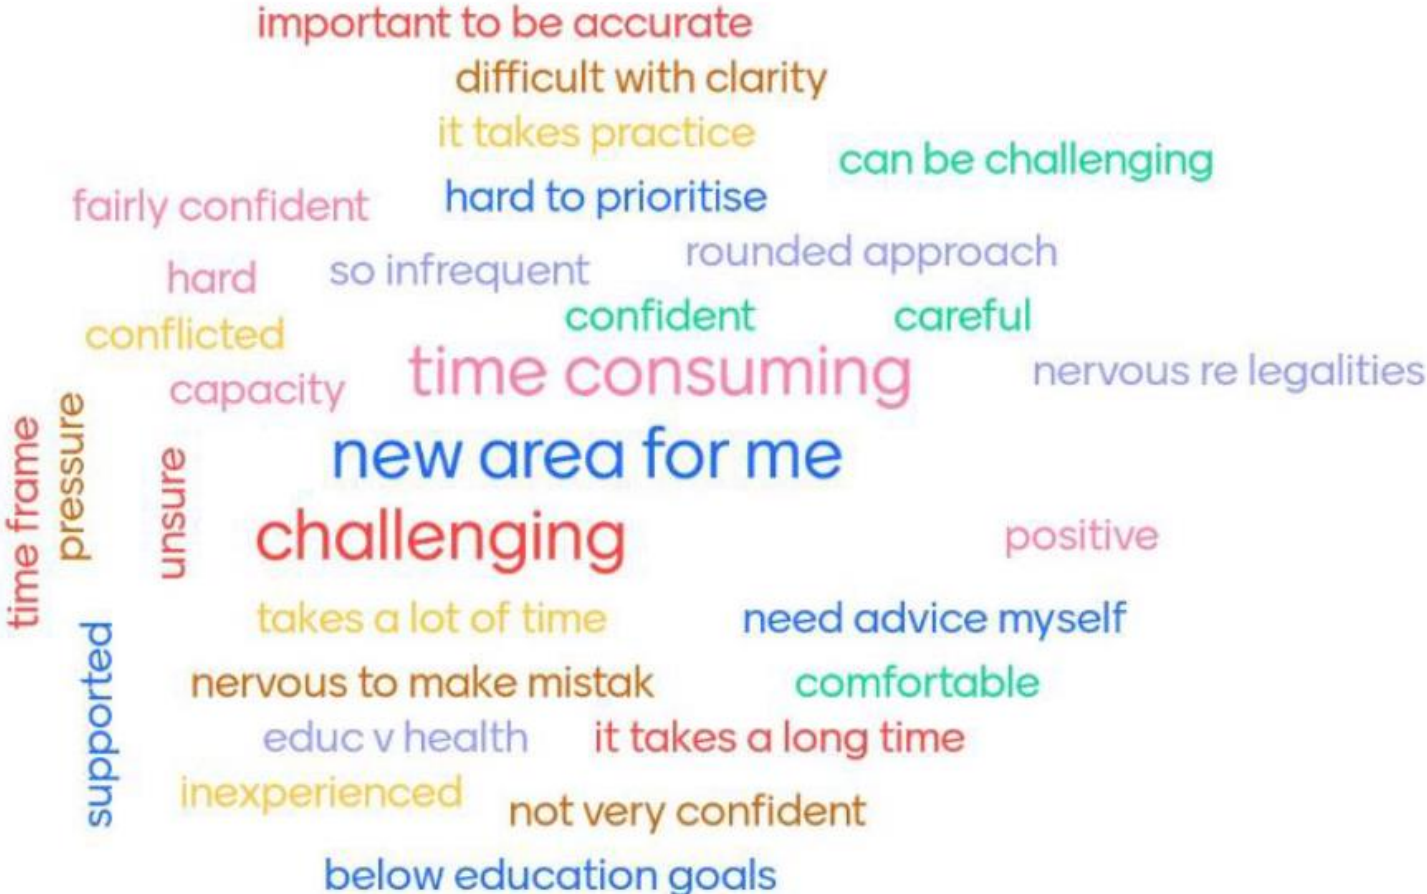 important to be accurate
difficult with clarity
it takes practice
can be challenging
fairly confident
hard to prioritise
rounded approach
hard
so infrequent
confident
careful
conflicted
time consuming
nervous re legalities
capacity
time frame
pressure
unsure
new area for me
challenging
positive
takes a lot of time
need advice myself
supported
nervous to make mistak
comfortable
educ v health
it takes a long time
inexperienced
not very confident
below education goals